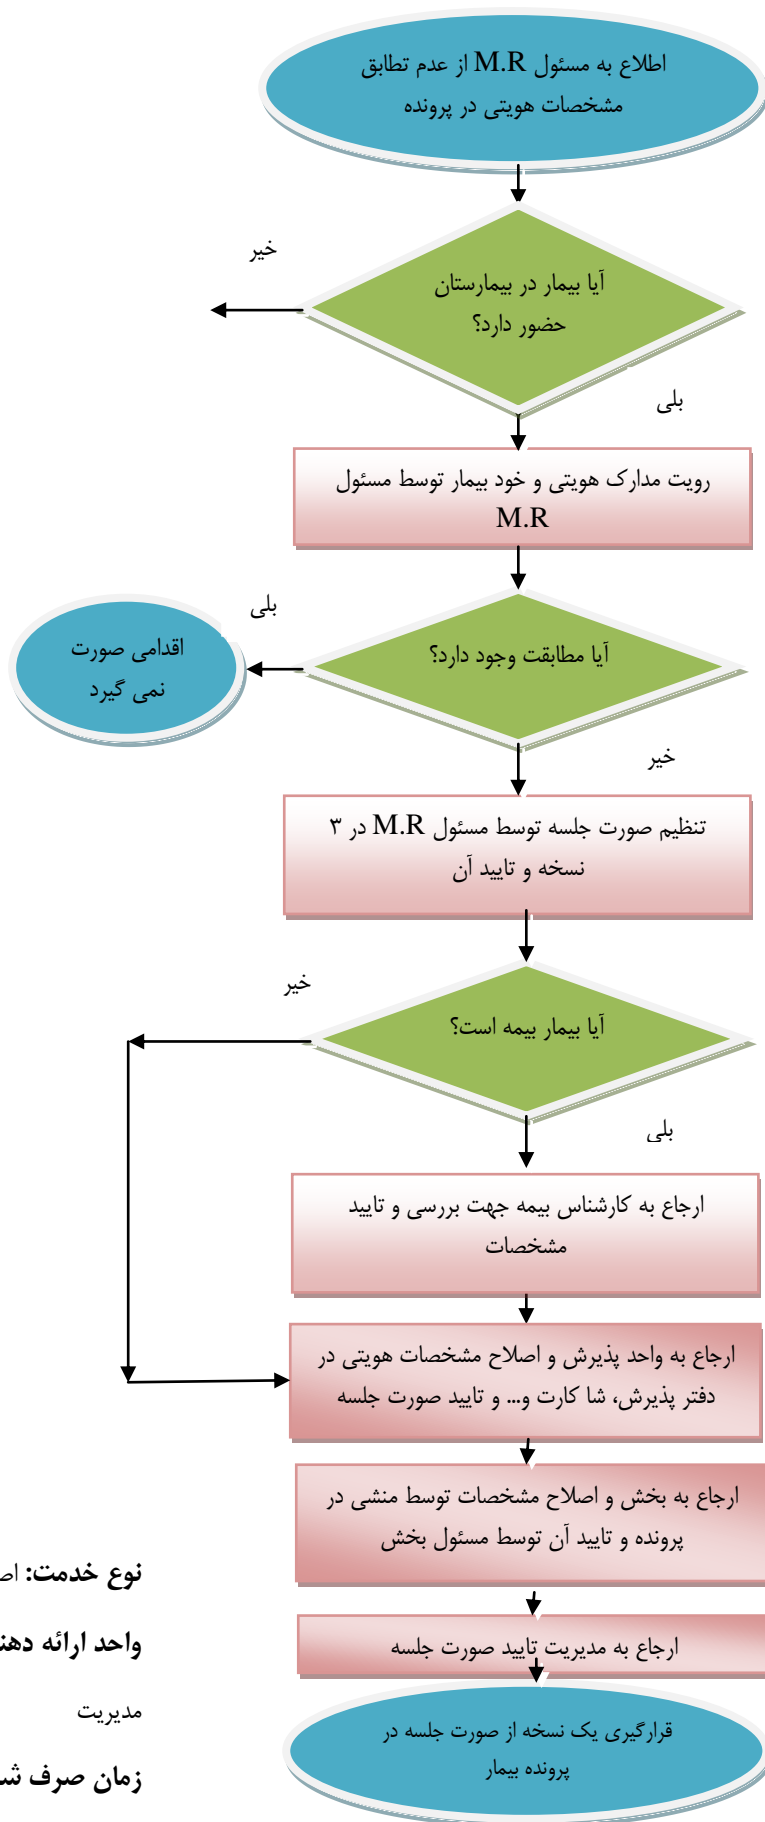 اطلاع به مسئول M.R از عدم تطابق
مشخصات هویتی در پرونده
خیر
آیا بیمار در بیمارستان
حضور دارد؟
بلی
رویت مدارک هویتی و خود بیمار توسط مسئول
M.R
بلی
آیا مطابقت وجود دارد؟
اقدامی صورت
نمی گیرد
خیر
تنظیم صورت جلسه توسط مسئول M.R در ۳
نسخه و تایید آن
خیر
آیا بیمار بیمه است؟
بلی
ارجاع به کارشناس بیمه جهت بررسی و تایید
مشخصات
ارجاع به واحد پذیرش و اصلاح مشخصات هویتی در
دفتر پذیرش، شا کارت و... و تایید صورت جلسه
ارجاع به بخش و اصلاح مشخصات توسط منشی در
پرونده و تایید آن توسط مسئول بخش
ارجاع به مدیریت تایید صورت جلسه
قرارگیری یک نسخه از صورت جلسه در
پرونده بیمار
نوع خدمت:
واحد ارائه
مدیریت
زمان صرف